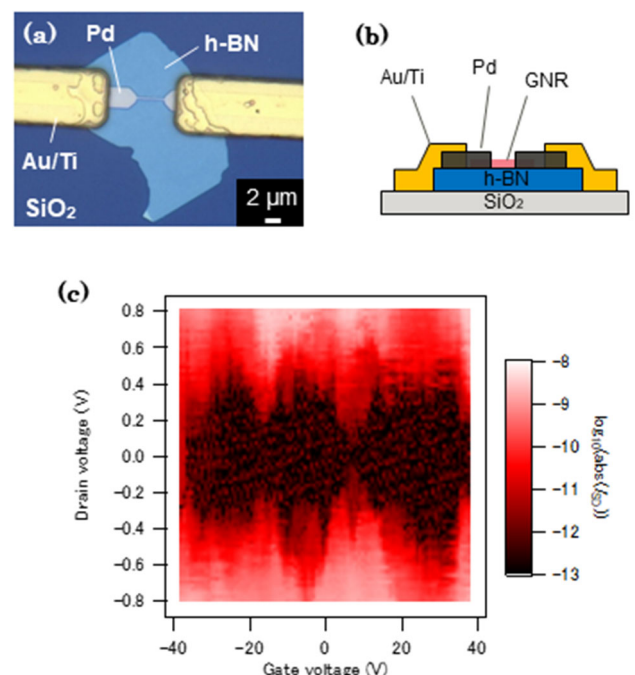 (a)
Pd
h-BN
Au/Ti
SiO₂
2 μm
(b)
Au/Ti
Pd
GNR
h-BN
SiO₂
(c)
Drain voltage (V)
0.8
0.6
0.4
0.2
0.0
-0.2
-0.4
-0.6
-0.8
-40
-20
0
20
40
Gate voltage (V)
-8
-9
-10
-11
-12
-13
log₁₀(abs(I_SD))